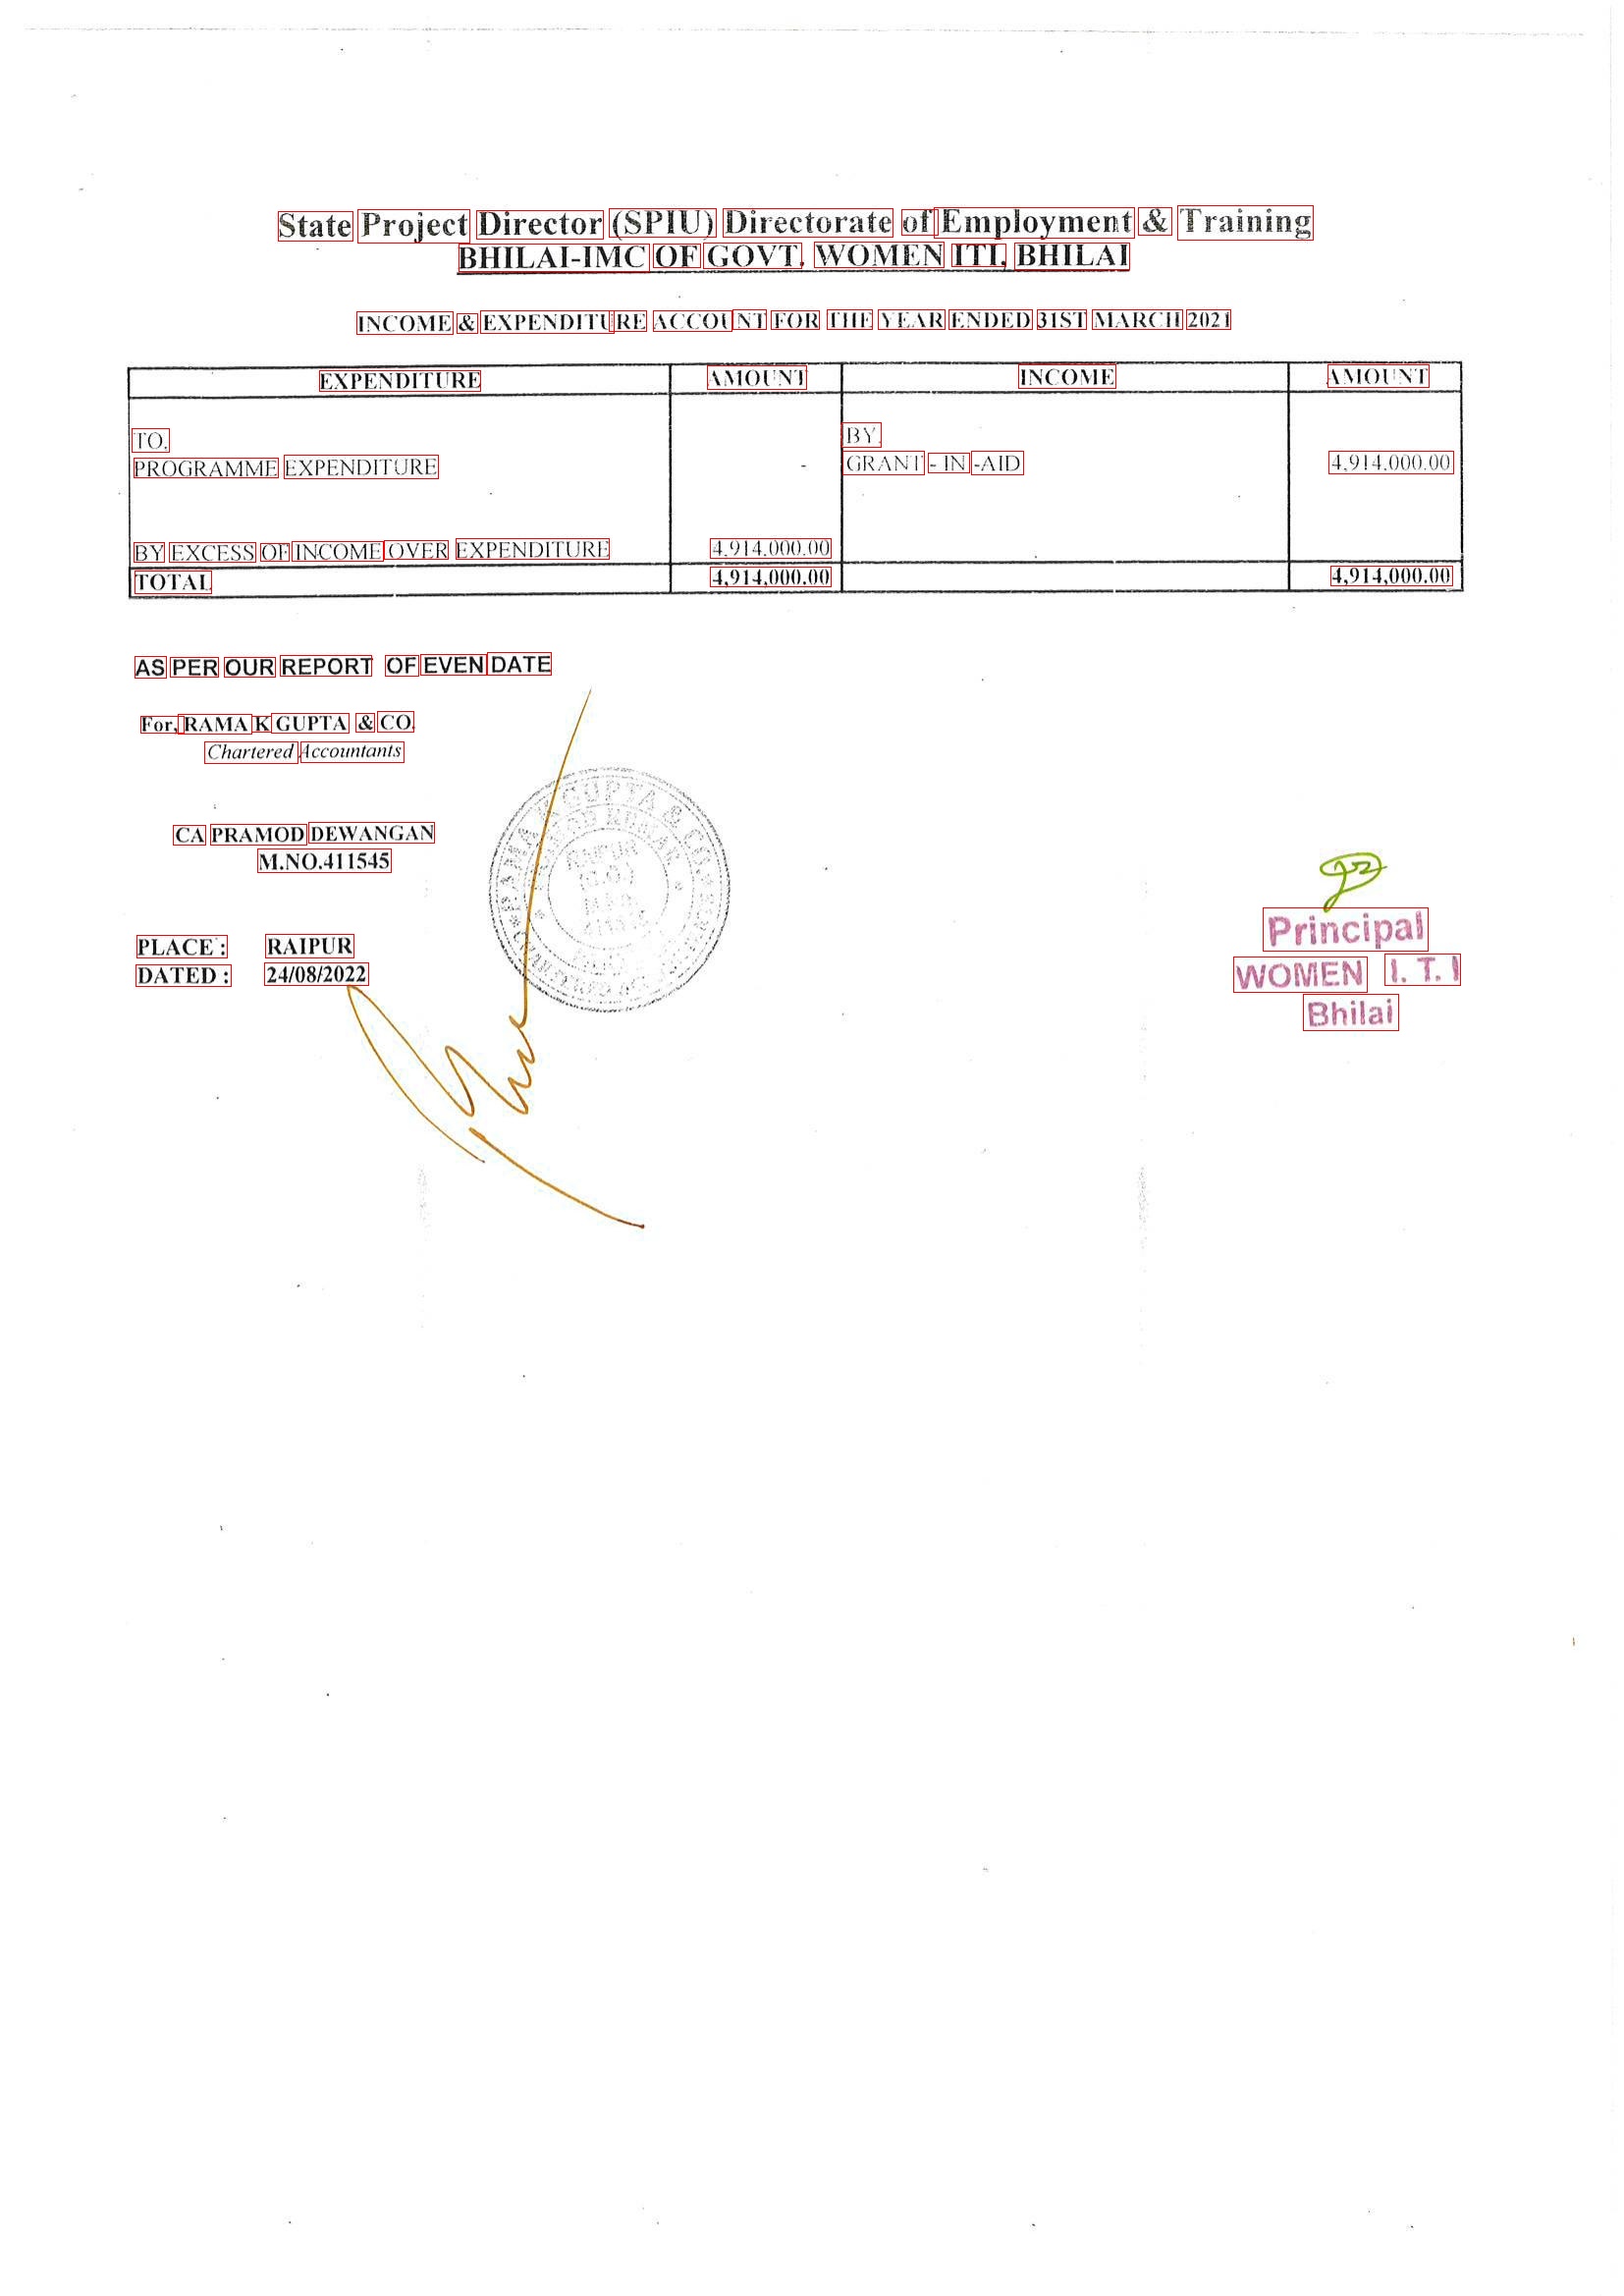 State Project Director (SPIU) Directorate of Employment & Training
BHILAI-IMC OF GOVT. WOMEN ITI, BHILAI
INCOME & EXPENDITURE ACCOUNT FOR THE YEAR ENDED 31ST MARCH 2021
EXPENDITURE AMOUNT INCOME AMOUNT
TO, BY,
PROGRAMME EXPENDITURE - GRANT - IN -AID 4,914,000.00
BY EXCESS OF INCOME OVER EXPENDITURE 4,914,000.00
TOTAL 4,914,000.00 4,914,000.00
AS PER OUR REPORT OF EVEN DATE
For, RAMA K GUPTA & CO.
Chartered Accountants
RAMA K GUPTA & CO.
RAIPUR
CA PRAMOD DEWANGAN
M.NO.411545
PLACE : RAIPUR
DATED : 24/08/2022
Principal
WOMEN I. T. I
Bhilai